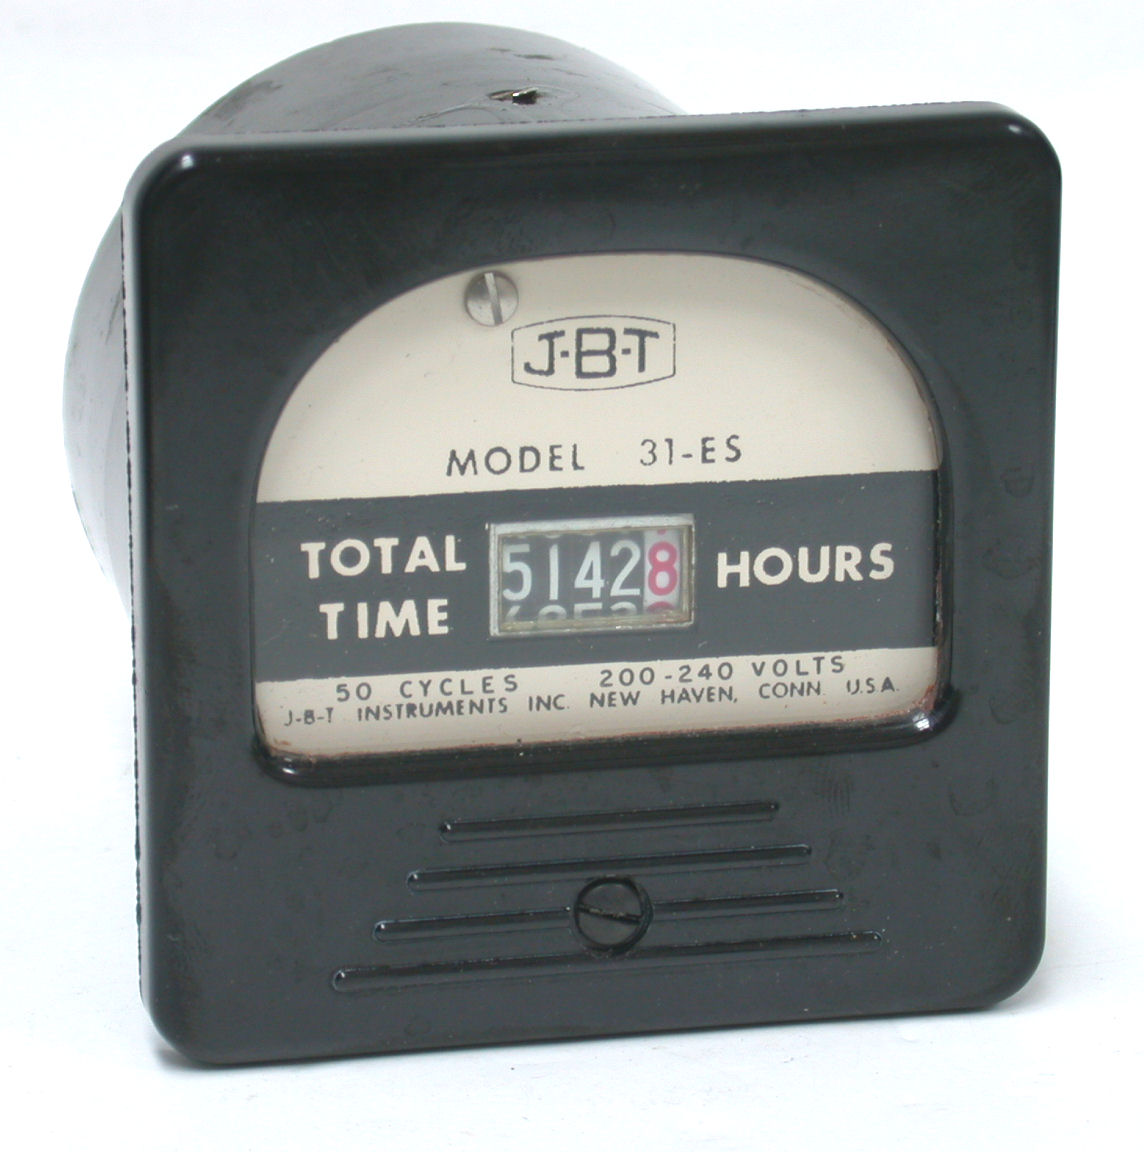 J-B-T
MODEL 31-ES
TOTAL TIME 51428 HOURS
50 CYCLES 200-240 VOLTS
J-B-T INSTRUMENTS INC. NEW HAVEN, CONN. U.S.A.